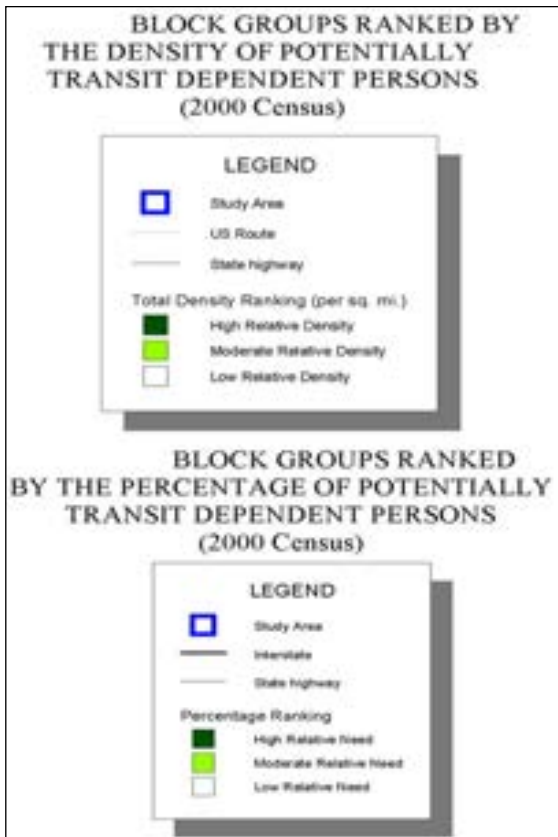 BLOCK GROUPS RANKED BY
THE DENSITY OF POTENTIALLY
TRANSIT DEPENDENT PERSONS
(2000 Census)
LEGEND
Study Area
US Route
State highway
Total Density Ranking (per sq. mi.)
High Relative Density
Moderate Relative Density
Low Relative Density
BLOCK GROUPS RANKED
BY THE PERCENTAGE OF POTENTIALLY
TRANSIT DEPENDENT PERSONS
(2000 Census)
LEGEND
Study Area
Interstate
State highway
Percentage Ranking
High Relative Need
Moderate Relative Need
Low Relative Need